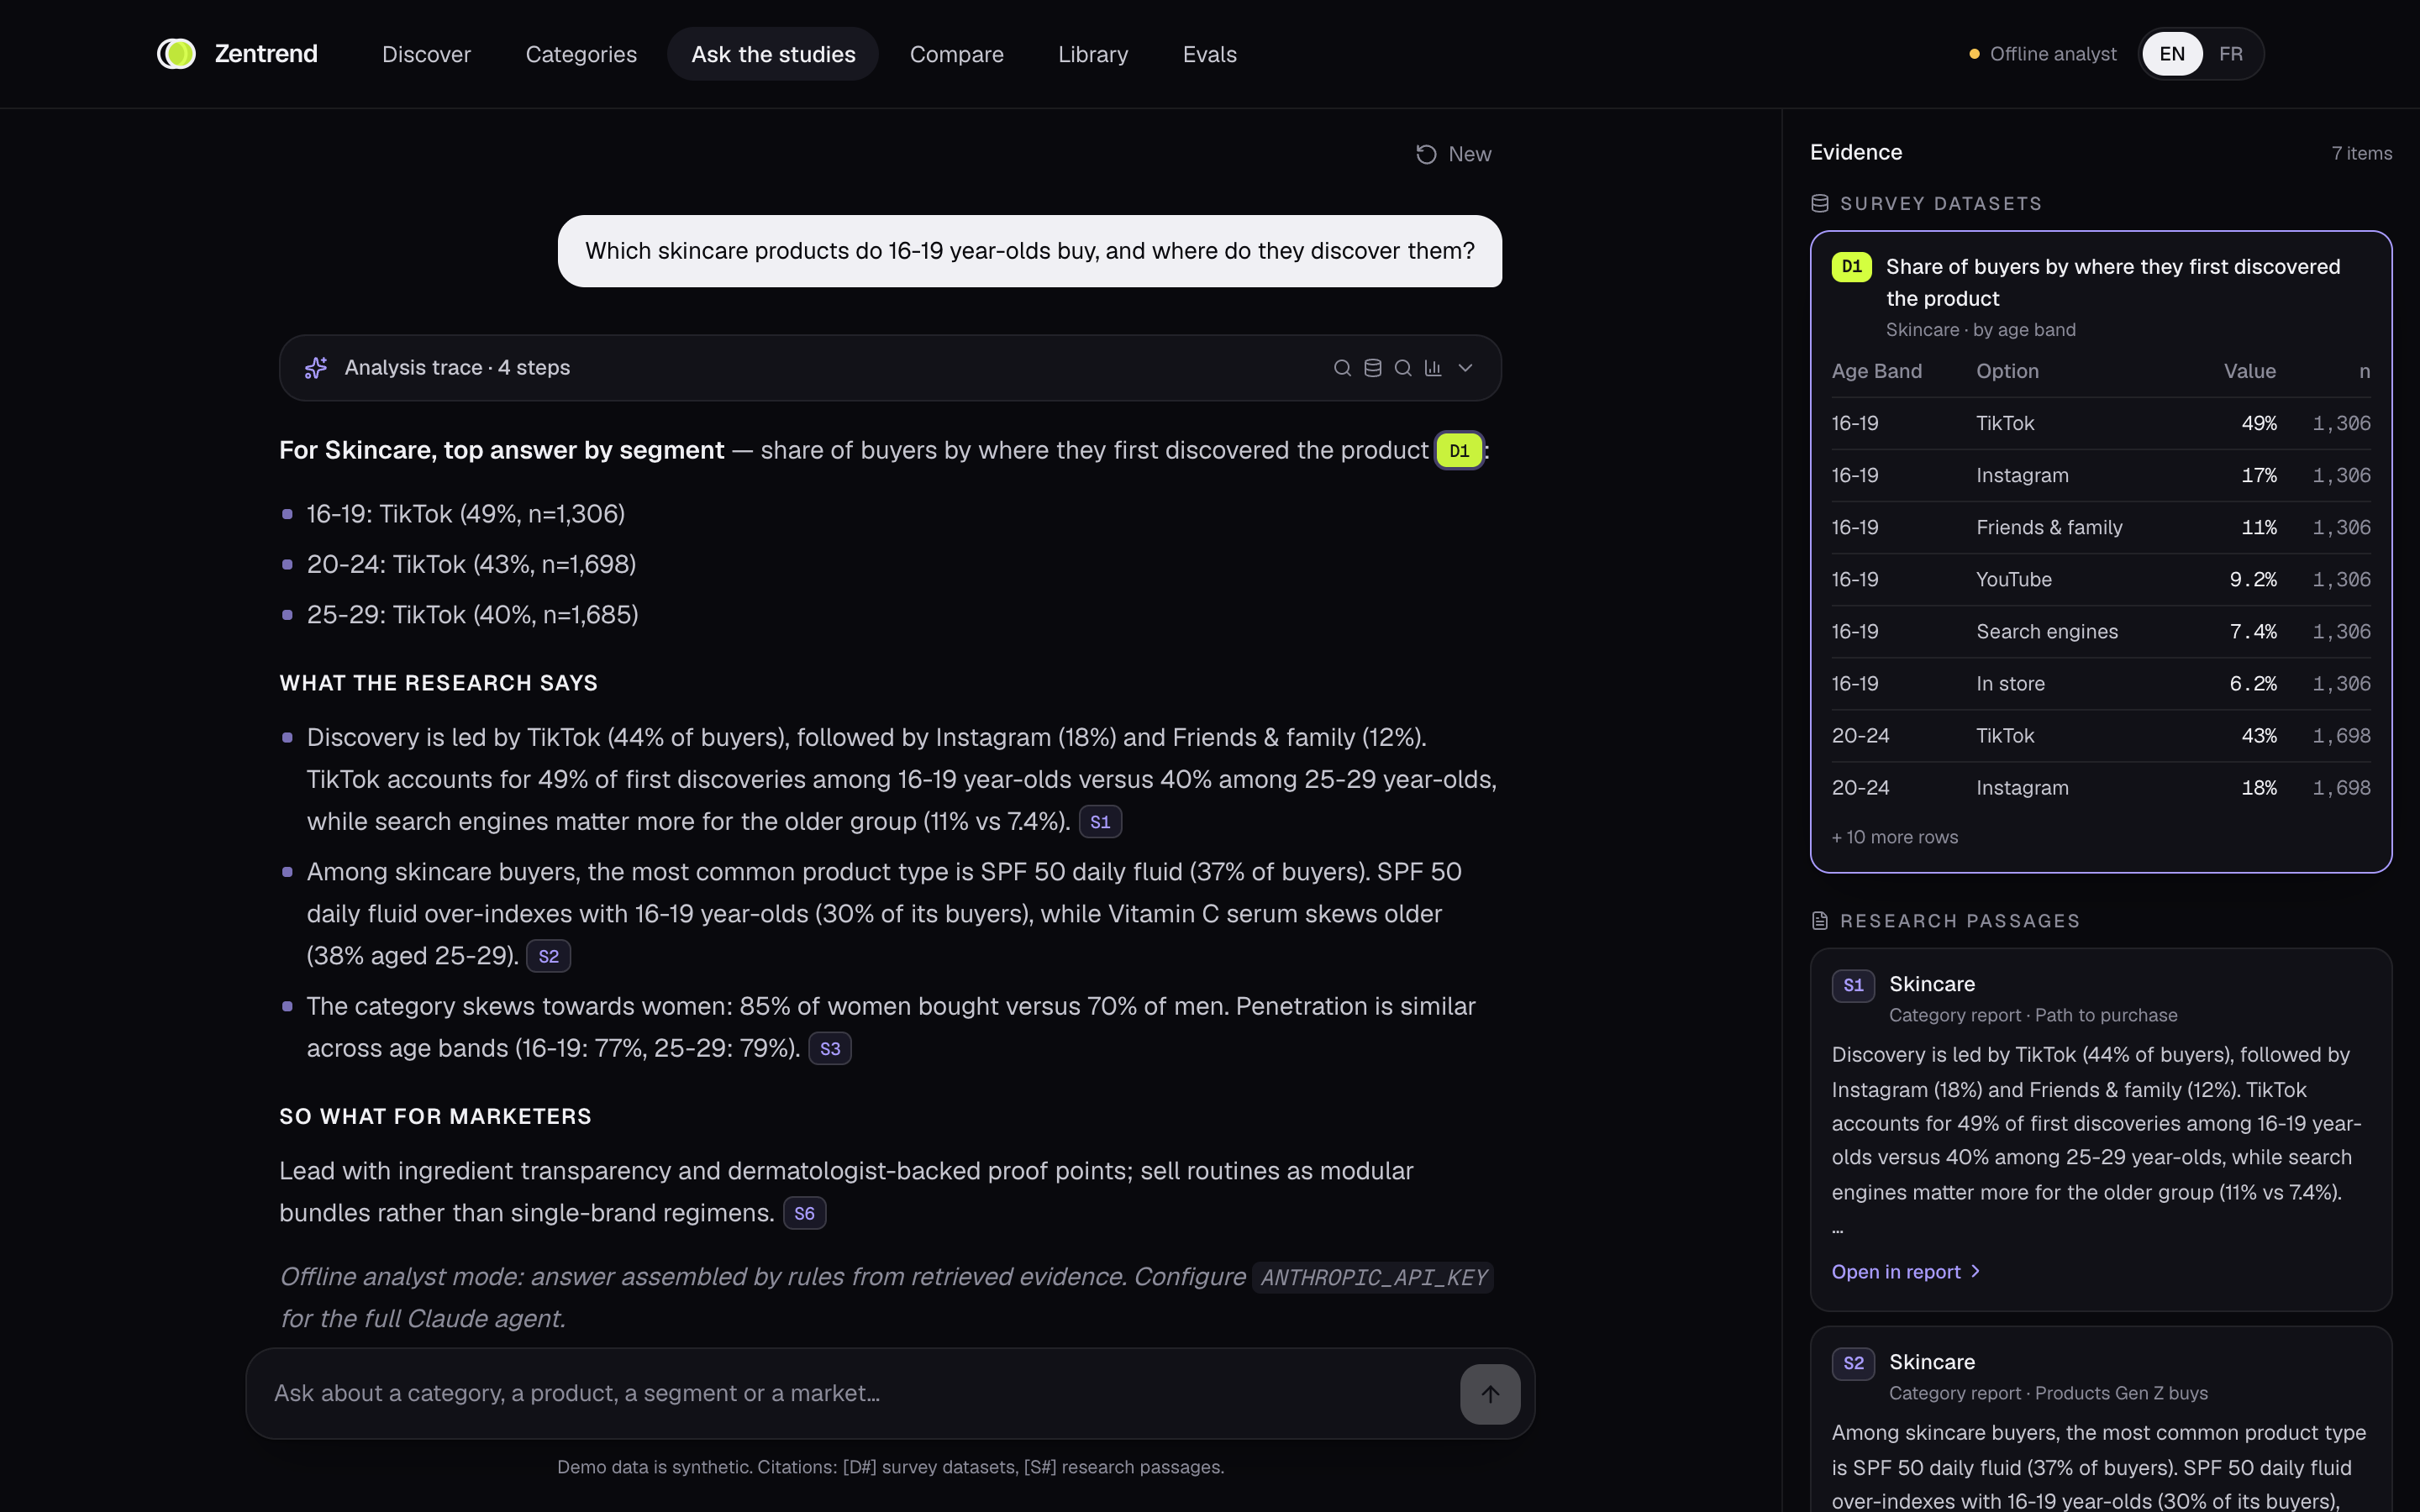 Zentrend
Discover
Categories
Ask the studies
Compare
Library
Evals
Offline analyst
EN
FR
New
Which skincare products do 16-19 year-olds buy, and where do they discover them?
Analysis trace · 4 steps
For Skincare, top answer by segment — share of buyers by where they first discovered the product D1:
16-19: TikTok (49%, n=1,306)
20-24: TikTok (43%, n=1,698)
25-29: TikTok (40%, n=1,685)
WHAT THE RESEARCH SAYS
Discovery is led by TikTok (44% of buyers), followed by Instagram (18%) and Friends & family (12%).
TikTok accounts for 49% of first discoveries among 16-19 year-olds versus 40% among 25-29 year-olds,
while search engines matter more for the older group (11% vs 7.4%). S1
Among skincare buyers, the most common product type is SPF 50 daily fluid (37% of buyers). SPF 50
daily fluid over-indexes with 16-19 year-olds (30% of its buyers), while Vitamin C serum skews older
(38% aged 25-29). S2
The category skews towards women: 85% of women bought versus 70% of men. Penetration is similar
across age bands (16-19: 77%, 25-29: 79%). S3
SO WHAT FOR MARKETERS
Lead with ingredient transparency and dermatologist-backed proof points; sell routines as modular
bundles rather than single-brand regimens. S6
Offline analyst mode: answer assembled by rules from retrieved evidence. Configure ANTHROPIC_API_KEY
for the full Claude agent.
Ask about a category, a product, a segment or a market...
Demo data is synthetic. Citations: [D#] survey datasets, [S#] research passages.
Evidence
7 items
SURVEY DATASETS
D1 Share of buyers by where they first discovered
the product
Skincare · by age band
Age Band Option Value n
16-19 TikTok 49% 1,306
16-19 Instagram 17% 1,306
16-19 Friends & family 11% 1,306
16-19 YouTube 9.2% 1,306
16-19 Search engines 7.4% 1,306
16-19 In store 6.2% 1,306
20-24 TikTok 43% 1,698
20-24 Instagram 18% 1,698
+ 10 more rows
RESEARCH PASSAGES
S1 Skincare
Category report · Path to purchase
Discovery is led by TikTok (44% of buyers), followed by
Instagram (18%) and Friends & family (12%). TikTok
accounts for 49% of first discoveries among 16-19 year-
olds versus 40% among 25-29 year-olds, while search
engines matter more for the older group (11% vs 7.4%).
...
Open in report
S2 Skincare
Category report · Products Gen Z buys
Among skincare buyers, the most common product type
is SPF 50 daily fluid (37% of buyers). SPF 50 daily fluid
over-indexes with 16-19 year-olds (30% of its buyers),